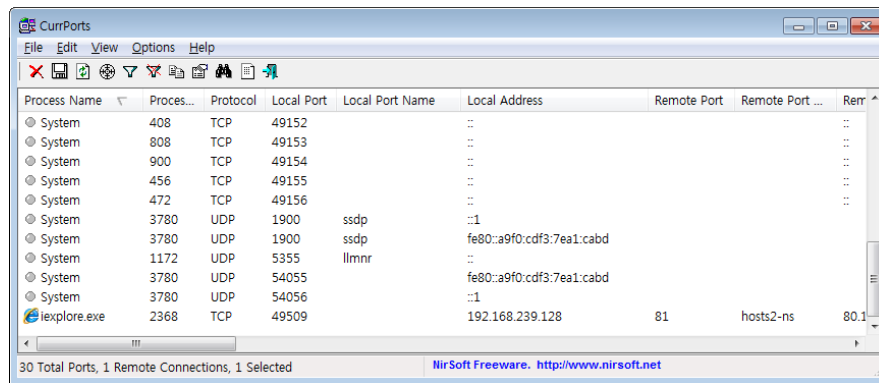 CurrPorts
File Edit View Options Help
Process Name Proces... Protocol Local Port Local Port Name Local Address Remote Port Remote Port ... Rem
System 408 TCP 49152 :: ::
System 808 TCP 49153 :: ::
System 900 TCP 49154 :: ::
System 456 TCP 49155 :: ::
System 472 TCP 49156 :: ::
System 3780 UDP 1900 ssdp ::1
System 3780 UDP 1900 ssdp fe80::a9f0:cdf3:7ea1:cabd
System 1172 UDP 5355 llmnr ::
System 3780 UDP 54055 fe80::a9f0:cdf3:7ea1:cabd
System 3780 UDP 54056 ::1
iexplore.exe 2368 TCP 49509 192.168.239.128 81 hosts2-ns 80.1
30 Total Ports, 1 Remote Connections, 1 Selected NirSoft Freeware. http://www.nirsoft.net